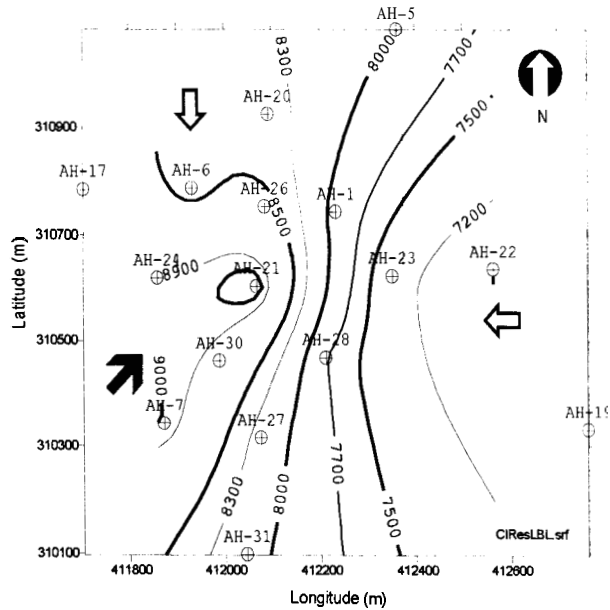 AH-5
8300
8000
7700
AH-20
N
310900
7500
AH-17
AH-6
AH-26
AH-1
8500
7200
310700
AH-24
8900
AH-21
AH-23
AH-22
Latitude (m)
310500
AH-30
AH-28
9000
AH-7
AH-27
AH-19
310300
8300
8000
7700
7500
CIResLBL.srf
310100
AH-31
411800
412000
412200
412400
412600
Longitude (m)